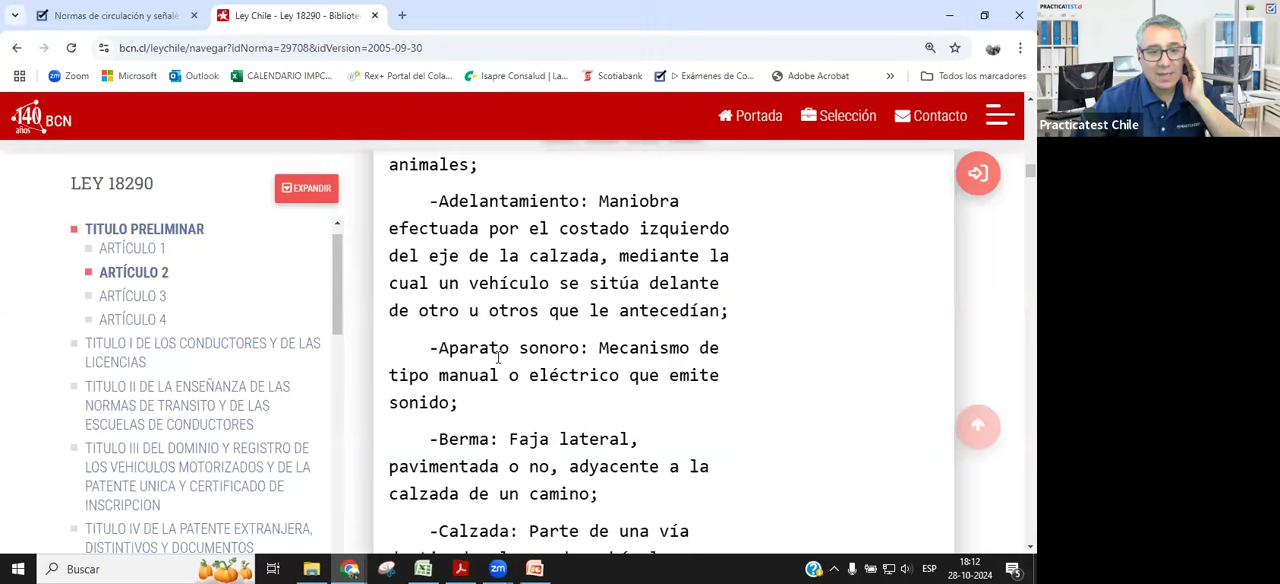 Normas de circulación y señale
Ley Chile - Ley 18290 - Bibliote
bcn.cl/leychile/navegar?idNorma=29708&idVersion=2005-09-30
Zoom
Microsoft
Outlook
CALENDARIO IMPC...
Rex+ Portal del Cola...
Isapre Consalud | La...
Scotiabank
▷ Exámenes de Co...
Adobe Acrobat
»
Todos los marcadores
140 años BCN
Portada
Selección
Contacto
LEY 18290
EXPANDIR
TITULO PRELIMINAR
ARTÍCULO 1
ARTÍCULO 2
ARTÍCULO 3
ARTÍCULO 4
TITULO I DE LOS CONDUCTORES Y DE LAS
LICENCIAS
TITULO II DE LA ENSEÑANZA DE LAS
NORMAS DE TRANSITO Y DE LAS
ESCUELAS DE CONDUCTORES
TITULO III DEL DOMINIO Y REGISTRO DE
LOS VEHICULOS MOTORIZADOS Y DE LA
PATENTE UNICA Y CERTIFICADO DE
INSCRIPCION
TITULO IV DE LA PATENTE EXTRANJERA,
DISTINTIVOS Y DOCUMENTOS
animales;
-Adelantamiento: Maniobra
efectuada por el costado izquierdo
del eje de la calzada, mediante la
cual un vehículo se sitúa delante
de otro u otros que le antecedían;
-Aparato sonoro: Mecanismo de
tipo manual o eléctrico que emite
sonido;
-Berma: Faja lateral,
pavimentada o no, adyacente a la
calzada de un camino;
-Calzada: Parte de una vía
PRACTICATEST.cl
Practicatest Chile
Buscar
ESP
18:12
28-10-2024
5